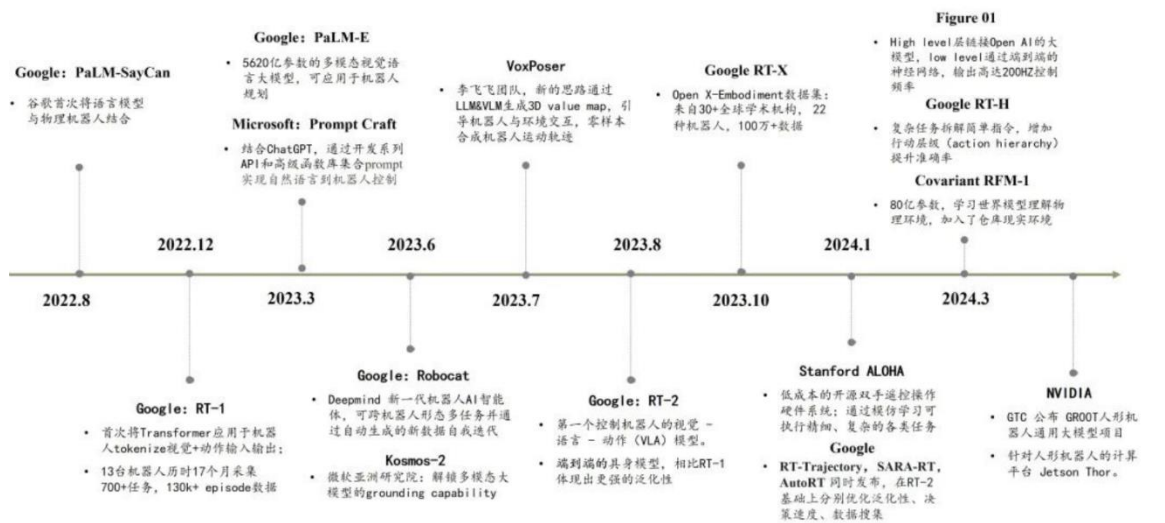 Google：PaLM-SayCan
• 谷歌首次将语言模型
与物理机器人结合
Google：PaLM-E
• 5620亿参数的多模态视觉语
言大模型，可应用于机器人
规划
Microsoft：Prompt Craft
• 结合ChatGPT，通过开发系列
API和高级函数库集合prompt
实现自然语言到机器人控制
VoxPoser
• 李飞飞团队，新的思路通过
LLM&VLM生成3D value map，引
导机器人与环境交互，零样本
合成机器人运动轨迹
Google RT-X
• Open X-Embodiment数据集：
来自30+全球学术机构，22
种机器人，100万+数据
Figure 01
• High level层链接Open AI的大
模型，low level通过端到端的
神经网络，输出高达200HZ控制
频率
Google RT-H
• 复杂任务拆解简单指令，增加
行动层级（action hierarchy）
提升准确率
Covariant RFM-1
• 80亿参数，学习世界模型理解物
理环境，加入了仓库现实环境
2022.12
2023.6
2023.8
2024.1
2022.8
2023.3
2023.7
2023.10
2024.3
Google：RT-1
• 首次将Transformer应用于机器
人tokenize视觉+动作输入输出；
• 13台机器人历时17个月采集
700+任务，130k+ episode数据
Google：Robocat
• Deepmind 新一代机器人AI智能
体，可跨机器人形态多任务并通
过自动生成的新数据自我迭代
Kosmos-2
• 微软亚洲研究院：解锁多模态大
模型的grounding capability
Google：RT-2
• 第一个控制机器人的视觉 -
语言 - 动作（VLA）模型。
• 端到端的具身模型，相比RT-1
体现出更强的泛化性
Stanford ALOHA
• 低成本的开源双手遥控操作
硬件系统；通过模仿学习可
执行精细、复杂的各类任务
Google
• RT-Trajectory，SARA-RT，
AutoRT 同时发布，在RT-2
基础上分别优化泛化性、决
策速度、数据搜集
NVIDIA
• GTC 公布 GROOT人形机
器人通用大模型项目
• 针对人形机器人的计算
平台 Jetson Thor。